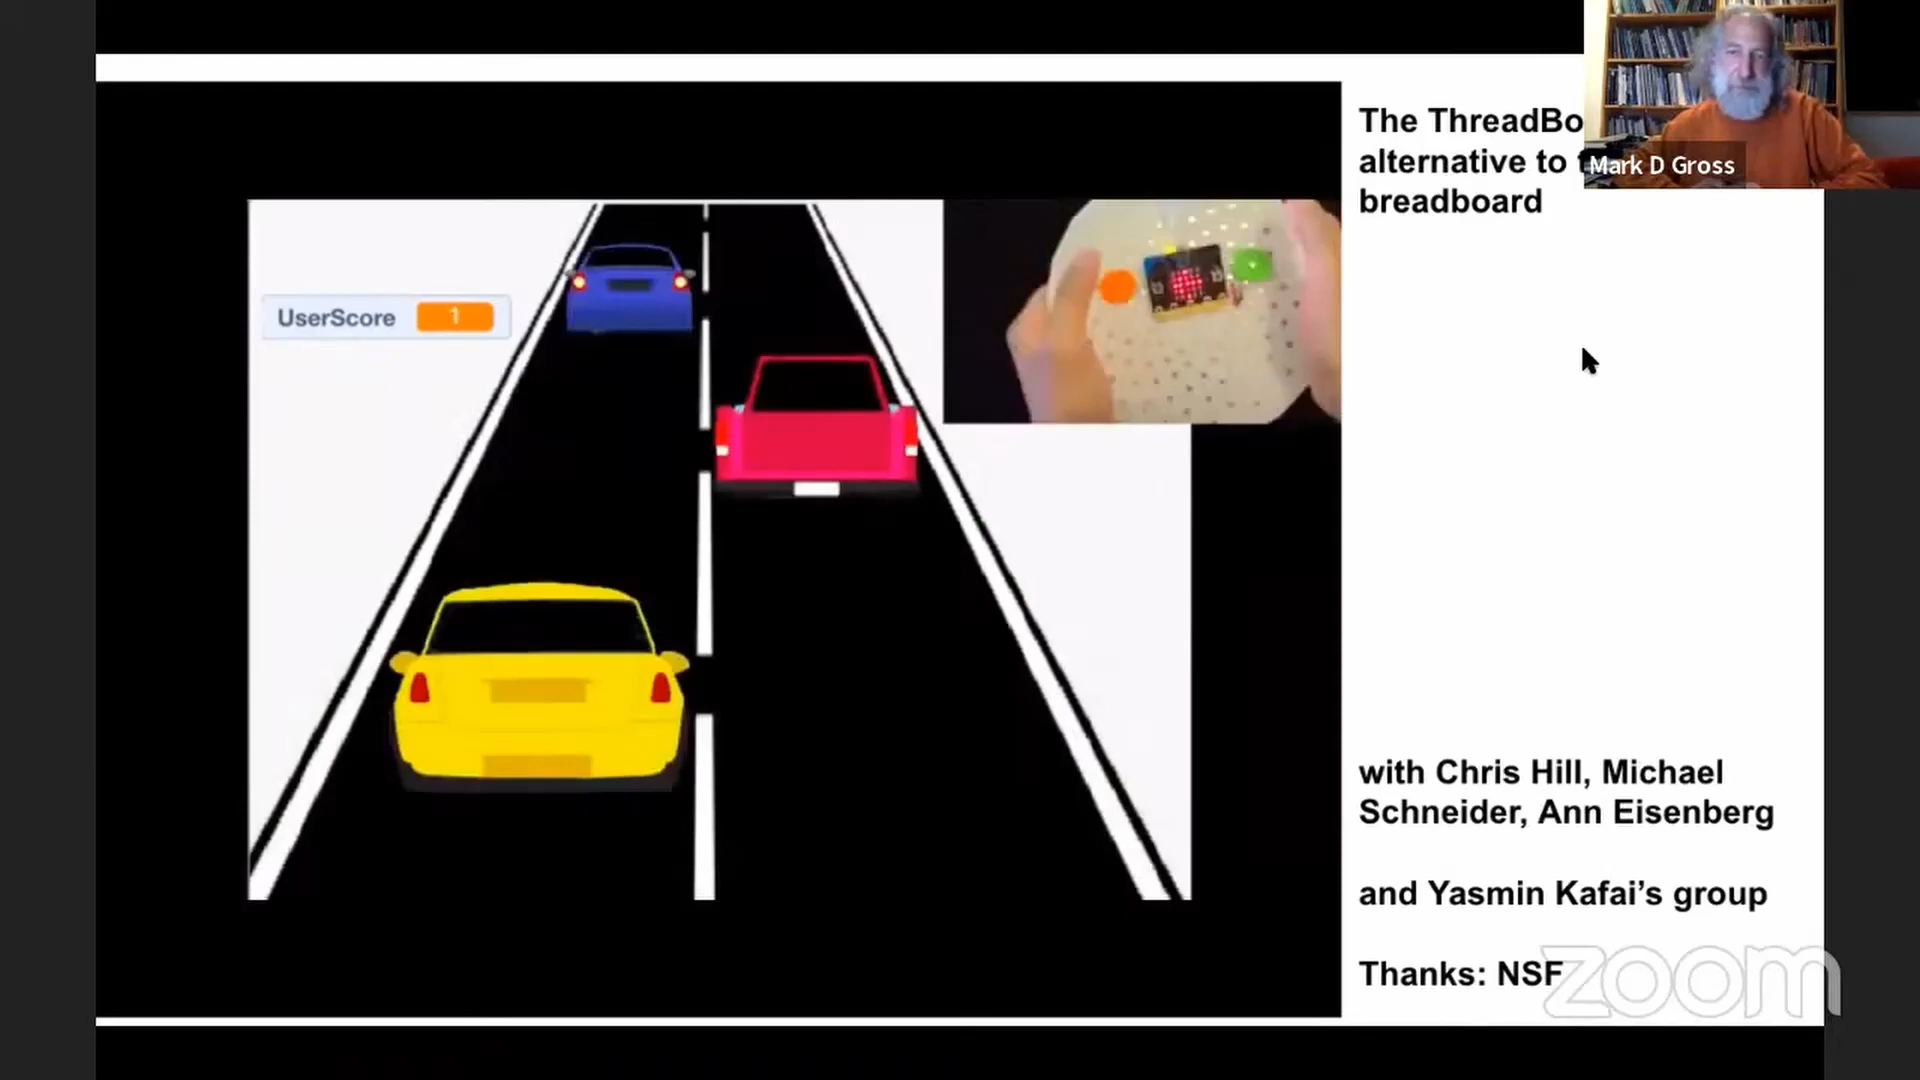 The ThreadBo
alternative to
breadboard
Mark D Gross
UserScore 1
with Chris Hill, Michael
Schneider, Ann Eisenberg
and Yasmin Kafai’s group
Thanks: NSF
zoom